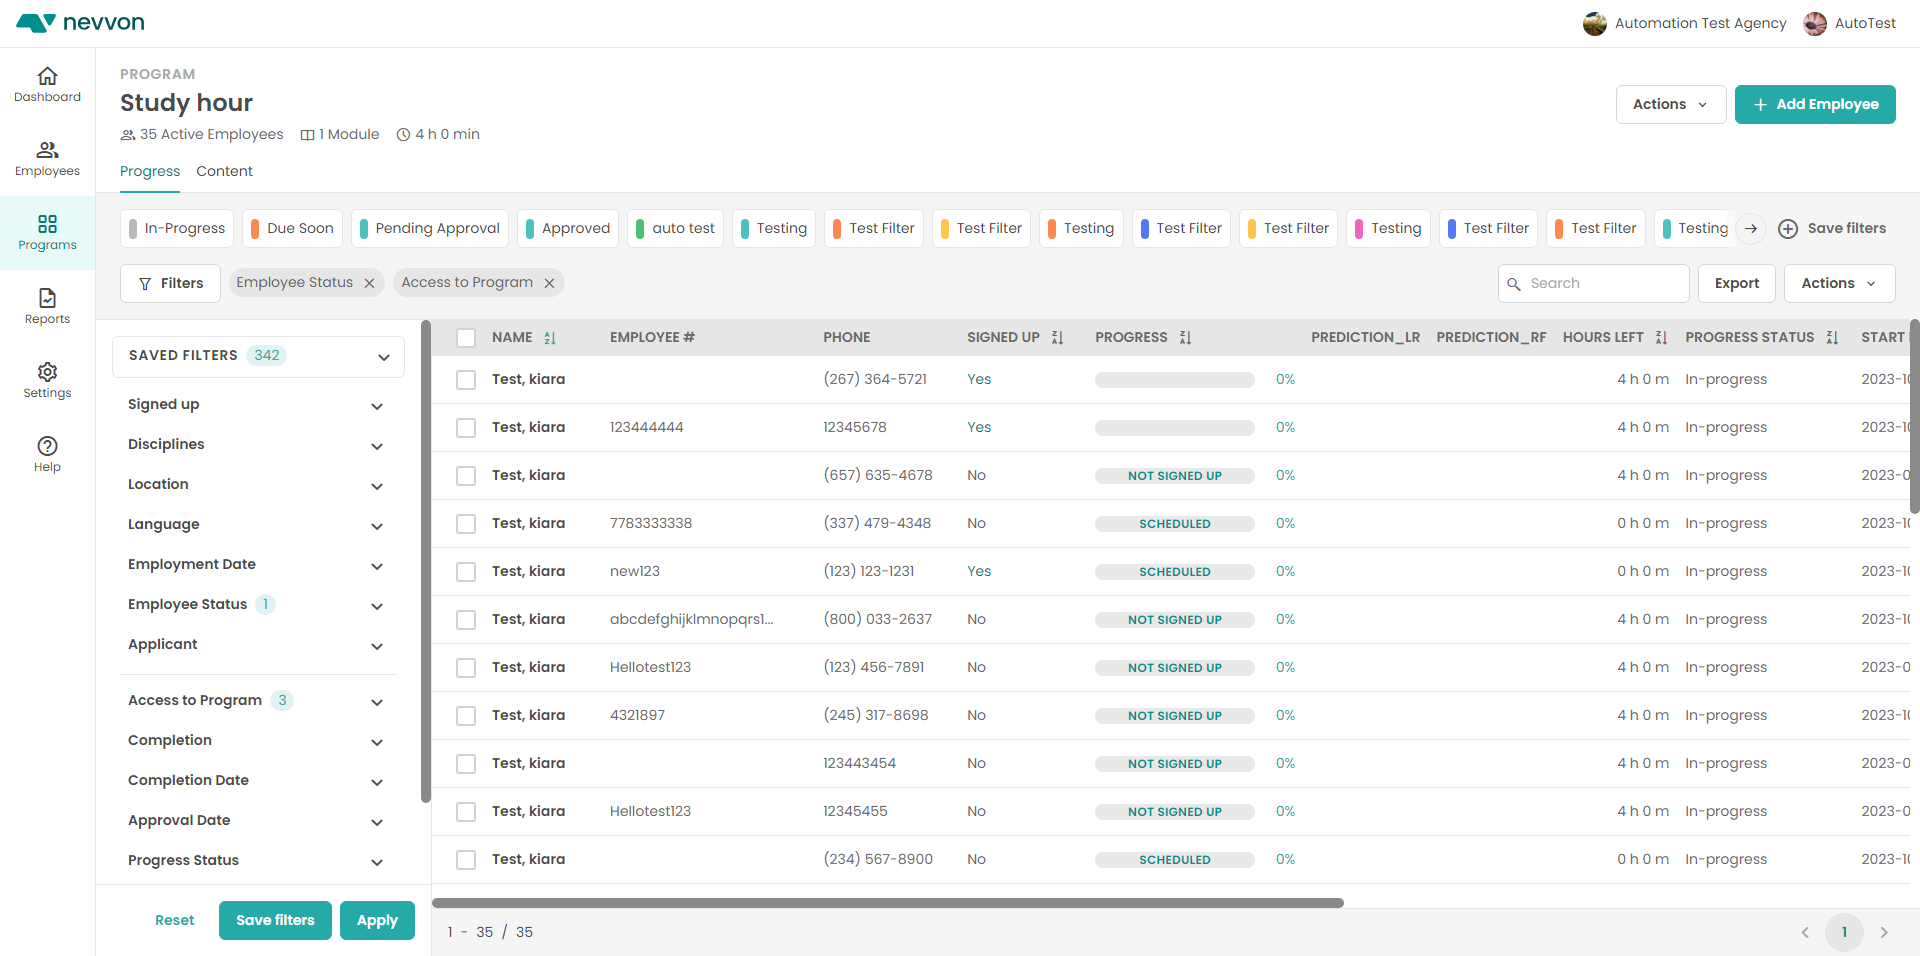 nevvon
Automation Test Agency
AutoTest
Dashboard
Employees
Programs
Reports
Settings
Help
PROGRAM
Study hour
35 Active Employees 1 Module 4 h 0 min
Actions
Add Employee
Progress Content
In-Progress Due Soon Pending Approval Approved auto test Testing Test Filter Test Filter Testing Test Filter Test Filter Testing Test Filter Test Filter Testing Save filters
Filters Employee Status Access to Program Search Export Actions
SAVED FILTERS 342
Signed up
Disciplines
Location
Language
Employment Date
Employee Status 1
Applicant
Access to Program 3
Completion
Completion Date
Approval Date
Progress Status
Reset Save filters Apply
NAME EMPLOYEE # PHONE SIGNED UP PROGRESS PREDICTION_LR PREDICTION_RF HOURS LEFT PROGRESS STATUS START
Test, kiara (267) 364-5721 Yes 0% 4 h 0 m In-progress 2023-10
Test, kiara 123444444 12345678 Yes 0% 4 h 0 m In-progress 2023-10
Test, kiara (657) 635-4678 No NOT SIGNED UP 0% 4 h 0 m In-progress 2023-0
Test, kiara 7783333338 (337) 479-4348 No SCHEDULED 0% 0 h 0 m In-progress 2023-10
Test, kiara new123 (123) 123-1231 Yes SCHEDULED 0% 0 h 0 m In-progress 2023-10
Test, kiara abcdefghijklmnopqrs1... (800) 033-2637 No NOT SIGNED UP 0% 4 h 0 m In-progress 2023-10
Test, kiara Hellotest123 (123) 456-7891 No NOT SIGNED UP 0% 4 h 0 m In-progress 2023-0
Test, kiara 4321897 (245) 317-8698 No NOT SIGNED UP 0% 4 h 0 m In-progress 2023-10
Test, kiara 123443454 No NOT SIGNED UP 0% 4 h 0 m In-progress 2023-0
Test, kiara Hellotest123 12345455 No NOT SIGNED UP 0% 4 h 0 m In-progress 2023-0
Test, kiara (234) 567-8900 No SCHEDULED 0% 0 h 0 m In-progress 2023-10
1 - 35 / 35
1